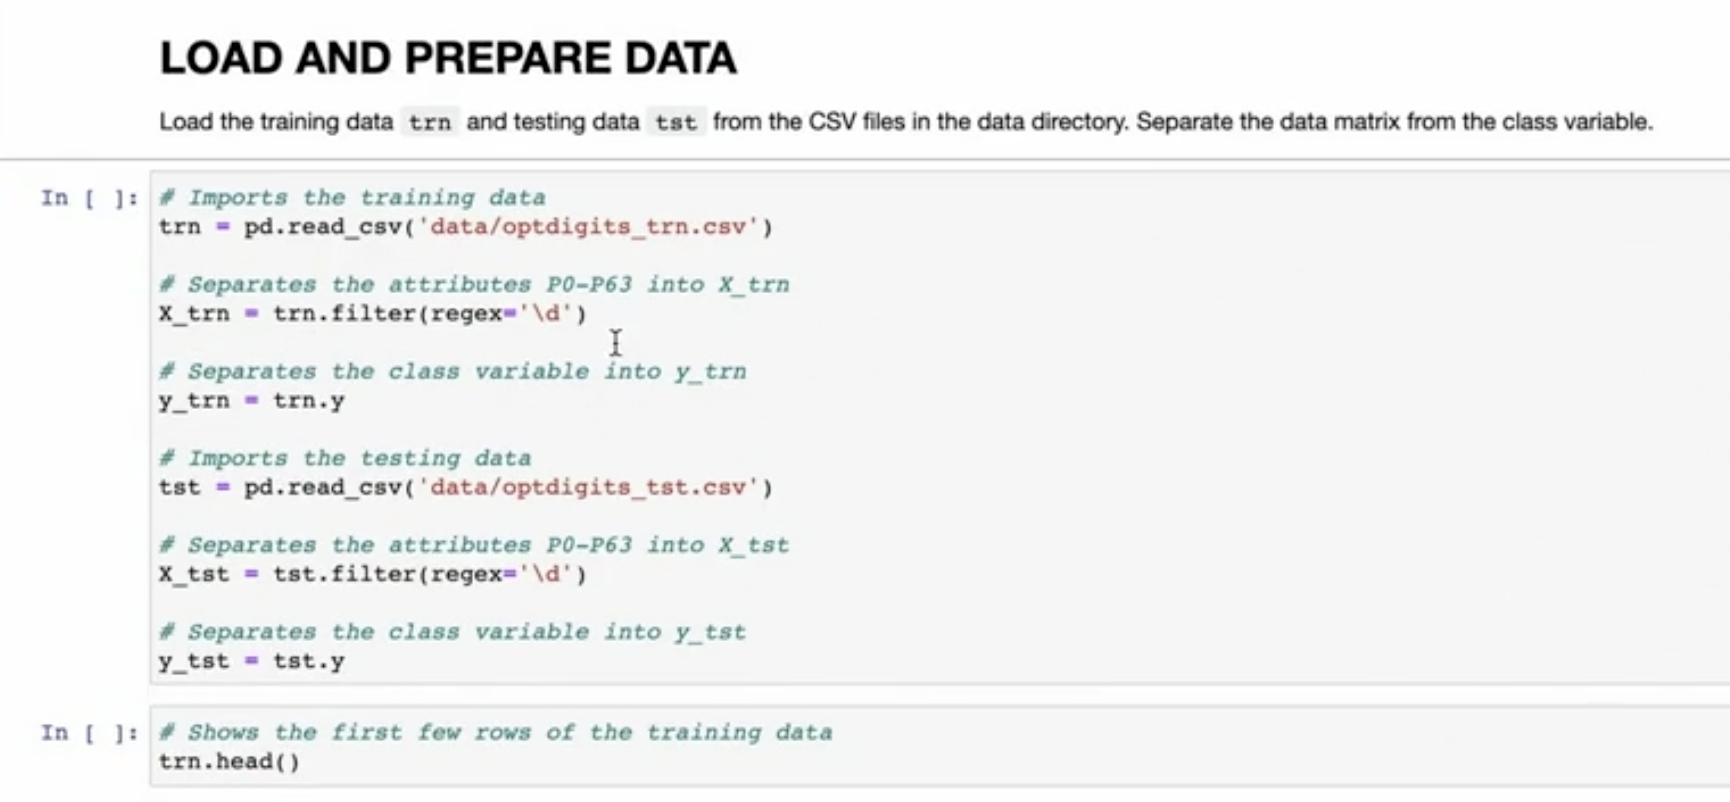 LOAD AND PREPARE DATA
Load the training data trn and testing data tst from the CSV files in the data directory. Separate the data matrix from the class variable.
In [ ]:
# Imports the training data
trn = pd.read_csv('data/optdigits_trn.csv')
# Separates the attributes P0-P63 into X_trn
X_trn = trn.filter(regex='\d')
# Separates the class variable into y_trn
y_trn = trn.y
# Imports the testing data
tst = pd.read_csv('data/optdigits_tst.csv')
# Separates the attributes P0-P63 into X_tst
X_tst = tst.filter(regex='\d')
# Separates the class variable into y_tst
y_tst = tst.y
In [ ]:
# Shows the first few rows of the training data
trn.head()